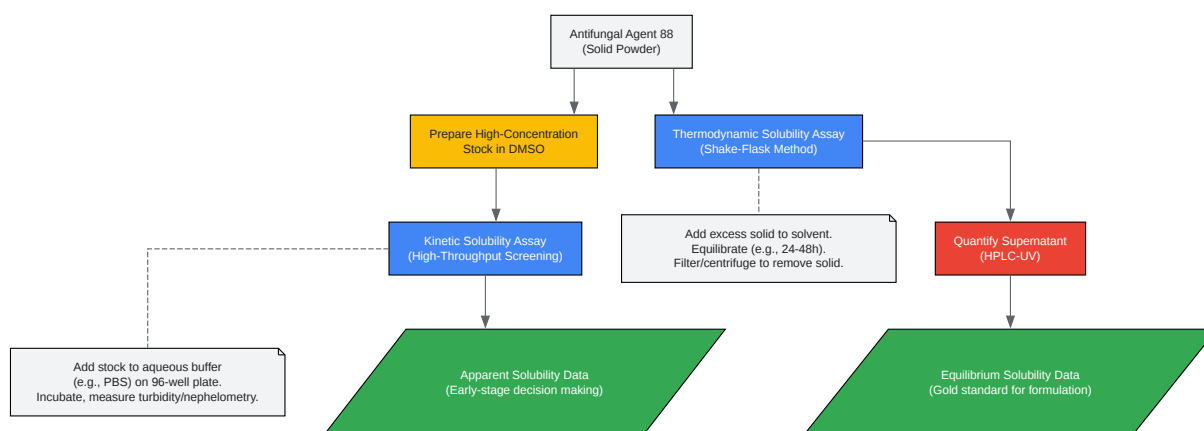 Antifungal Agent 88
(Solid Powder)
Prepare High-Concentration
Stock in DMSO
Thermodynamic Solubility Assay
(Shake-Flask Method)
Kinetic Solubility Assay
(High-Throughput Screening)
Add excess solid to solvent.
Equilibrate (e.g., 24-48h).
Filter/centrifuge to remove solid.
Quantify Supernatant
(HPLC-UV)
Add stock to aqueous buffer
(e.g., PBS) on 96-well plate.
Incubate, measure turbidity/nephelometry.
Apparent Solubility Data
(Early-stage decision making)
Equilibrium Solubility Data
(Gold standard for formulation)